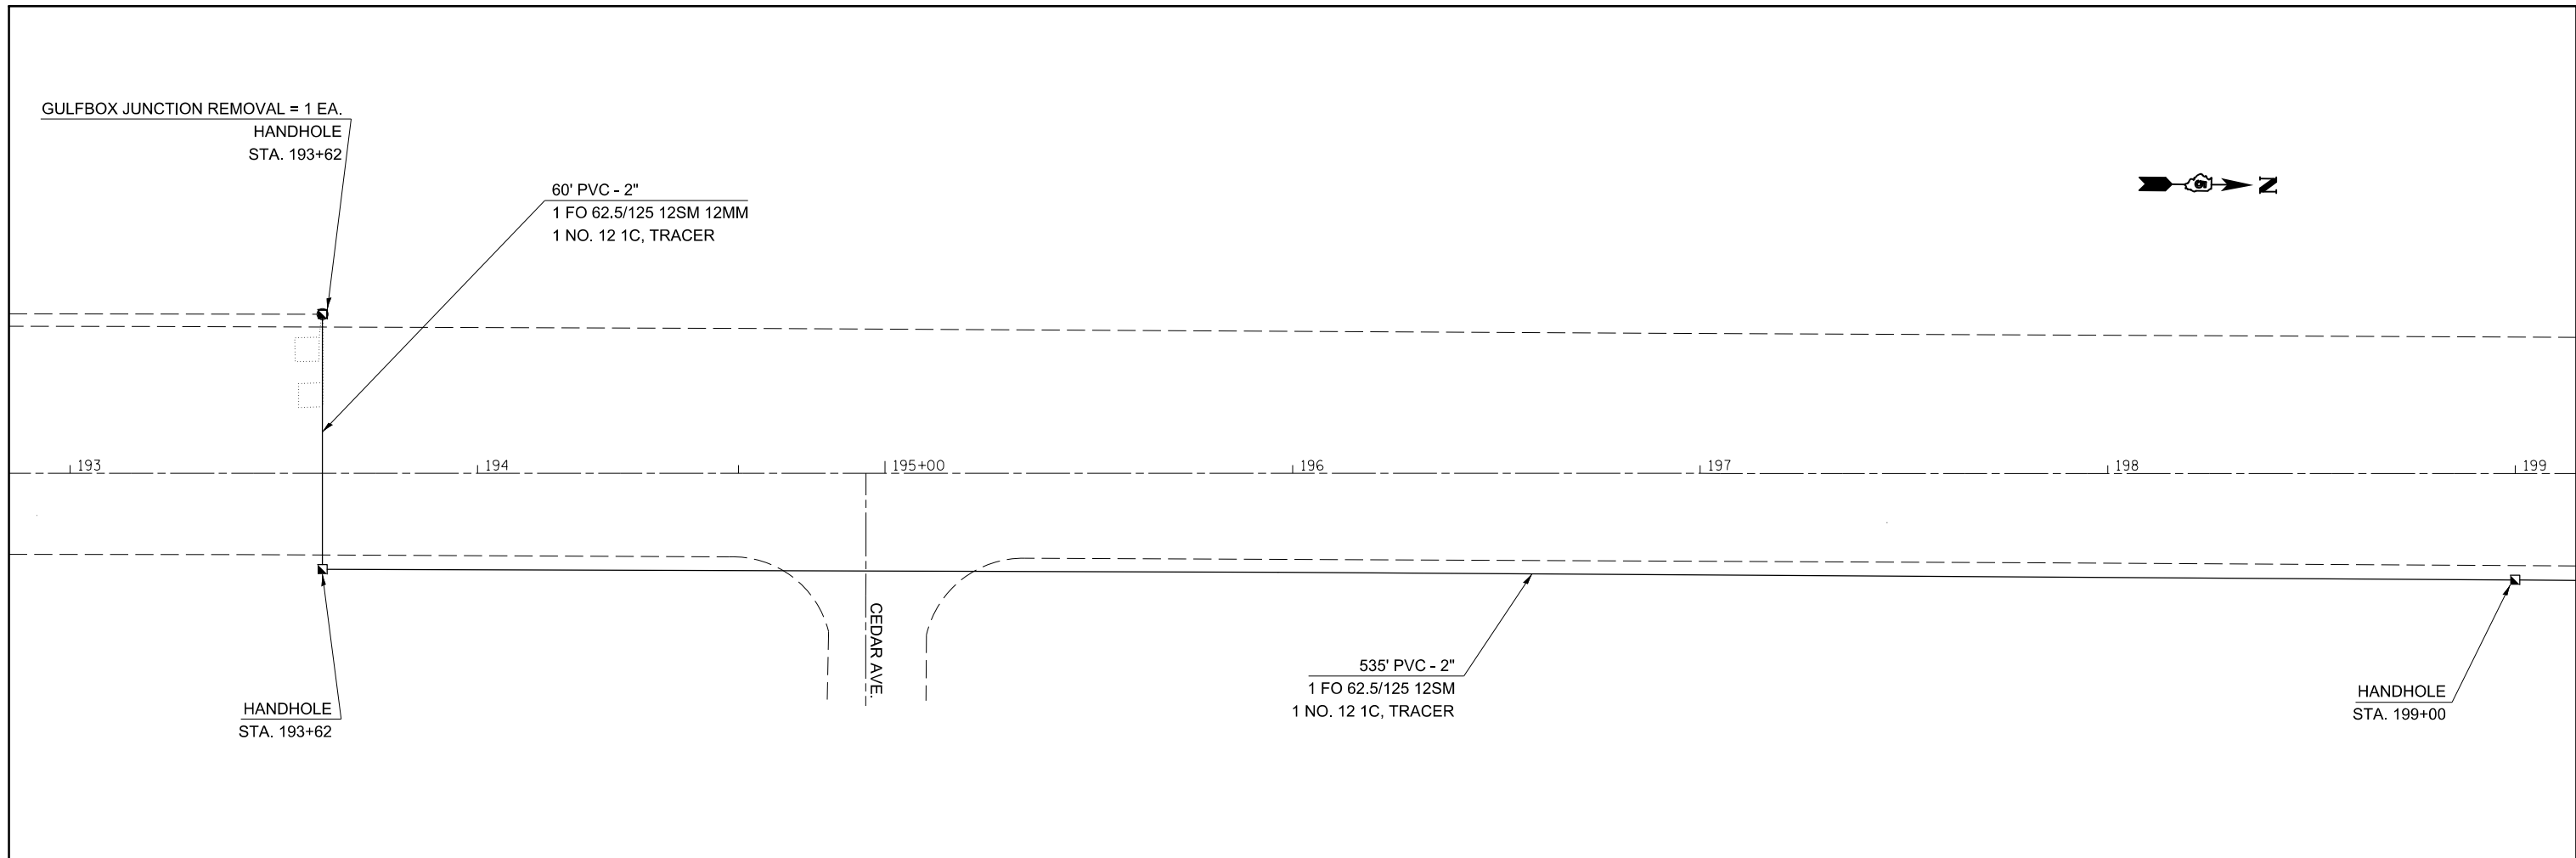 GULFBOX JUNCTION REMOVAL = 1 EA.
HANDHOLE
STA. 193+62
60' PVC - 2"
1 FO 62.5/125 12SM 12MM
1 NO. 12 1C, TRACER
N
193
194
195+00
196
197
198
199
CEDAR AVE.
535' PVC - 2"
1 FO 62.5/125 12SM
1 NO. 12 1C, TRACER
HANDHOLE
STA. 193+62
HANDHOLE
STA. 199+00